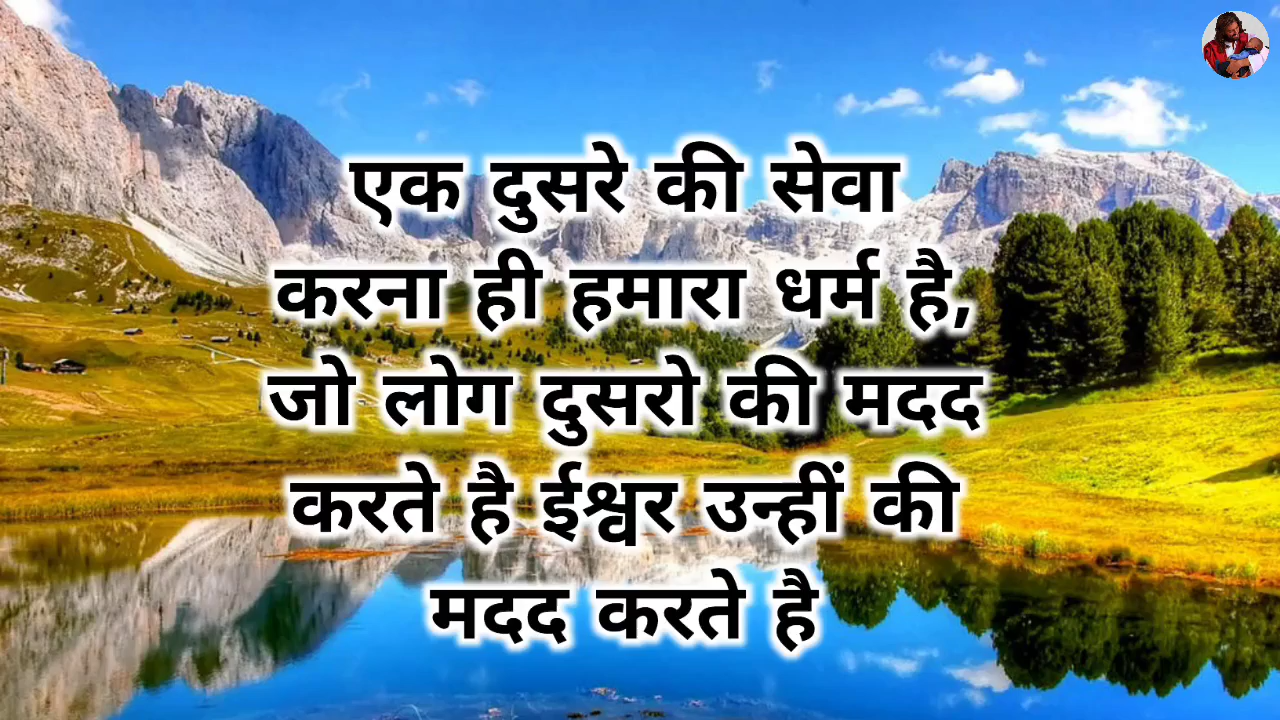 एक दुसरे की सेवा
करना ही हमारा धर्म है,
जो लोग दुसरो की मदद
करते है ईश्वर उन्हीं की
मदद करते है